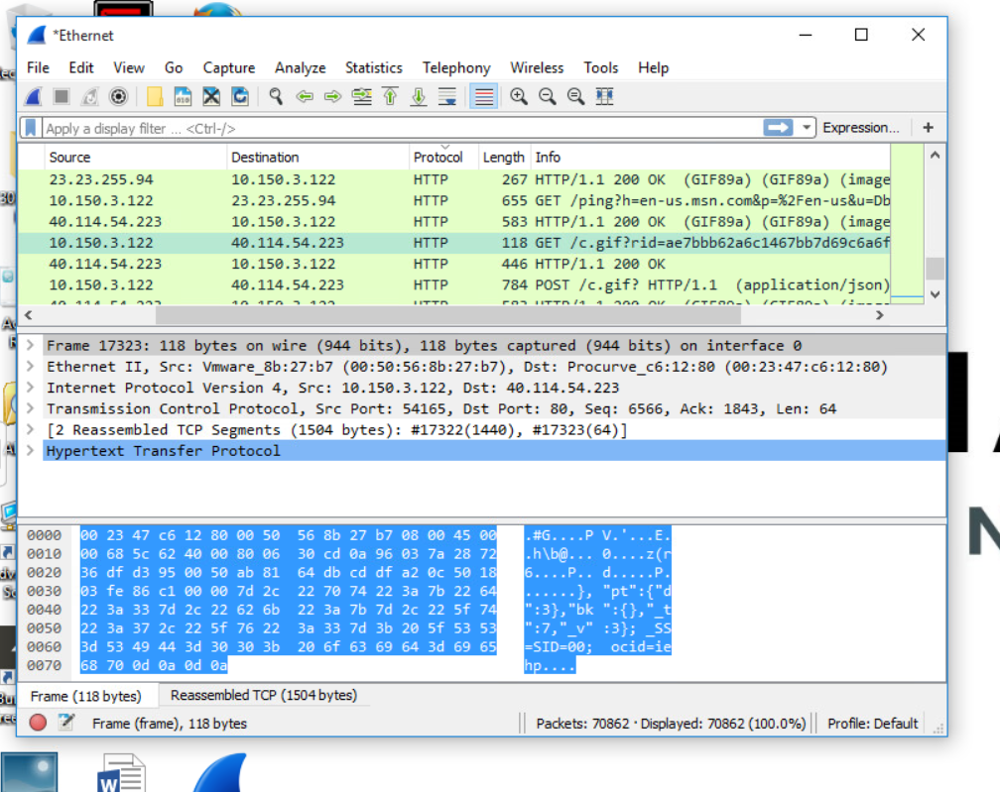 *Ethernet
File Edit View Go Capture Analyze Statistics Telephony Wireless Tools Help
Apply a display filter ... <Ctrl-/> Expression... +
Source Destination Protocol Length Info
23.23.255.94 10.150.3.122 HTTP 267 HTTP/1.1 200 OK (GIF89a) (GIF89a) (image
10.150.3.122 23.23.255.94 HTTP 655 GET /ping?h=en-us.msn.com&p=%2Fen-us&u=Db
40.114.54.223 10.150.3.122 HTTP 583 HTTP/1.1 200 OK (GIF89a) (GIF89a) (image
10.150.3.122 40.114.54.223 HTTP 118 GET /c.gif?rid=ae7bbb62a6c1467bb7d69c6a6f
40.114.54.223 10.150.3.122 HTTP 446 HTTP/1.1 200 OK
10.150.3.122 40.114.54.223 HTTP 784 POST /c.gif? HTTP/1.1 (application/json)
40.114.54.223 10.150.3.122 HTTP 583 HTTP/1.1 200 OK (GIF89a) (GIF89a) (image
Frame 17323: 118 bytes on wire (944 bits), 118 bytes captured (944 bits) on interface 0
Ethernet II, Src: Vmware_8b:27:b7 (00:50:56:8b:27:b7), Dst: Procurve_c6:12:80 (00:23:47:c6:12:80)
Internet Protocol Version 4, Src: 10.150.3.122, Dst: 40.114.54.223
Transmission Control Protocol, Src Port: 54165, Dst Port: 80, Seq: 6566, Ack: 1843, Len: 64
[2 Reassembled TCP Segments (1504 bytes): #17322(1440), #17323(64)]
Hypertext Transfer Protocol
0000 00 23 47 c6 12 80 00 50 56 8b 27 b7 08 00 45 00 .#G....P V.'...E.
0010 00 68 5c 62 40 00 80 06 30 cd 0a 96 03 7a 28 72 .h\b@... 0....z(r
0020 36 df d3 95 00 50 ab 81 64 db cd df a2 0c 50 18 6....P.. d.....P.
0030 03 fe 86 c1 00 00 7d 2c 22 70 74 22 3a 7b 22 64 ......}, "pt":{"d
0040 22 3a 33 7d 2c 22 62 6b 22 3a 7b 7d 2c 22 5f 74 ":3},"bk ":{},"_t
0050 22 3a 37 2c 22 5f 76 22 3a 33 7d 3b 20 5f 53 53 ":7,"_v" :3}; _SS
0060 3d 53 49 44 3d 30 30 3b 20 6f 63 69 64 3d 69 65 =SID=00; ocid=ie
0070 68 70 0d 0a 0d 0a hp....
Frame (118 bytes) Reassembled TCP (1504 bytes)
Frame (frame), 118 bytes Packets: 70862 · Displayed: 70862 (100.0%) Profile: Default